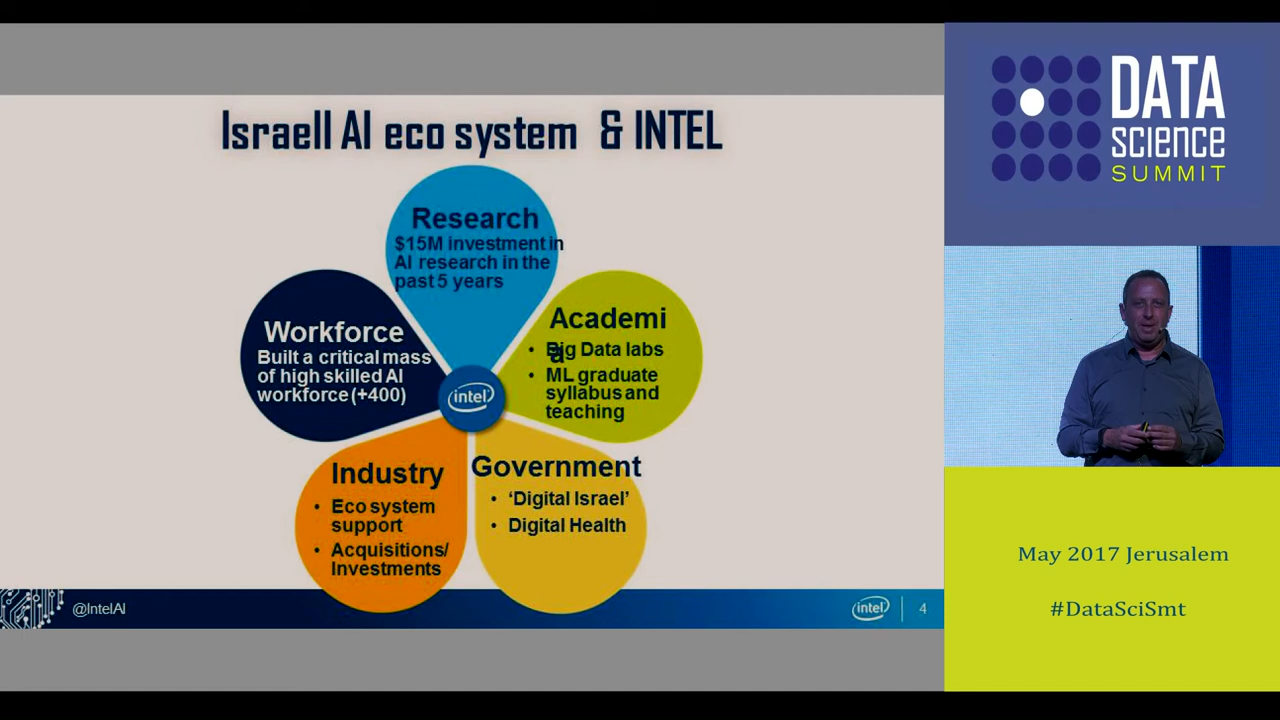 Israell AI eco system & INTEL
Research
$15M investment in
AI research in the
past 5 years
Academi
a
• Big Data labs
• ML graduate
syllabus and
teaching
Government
• ‘Digital Israel’
• Digital Health
Industry
• Eco system
support
• Acquisitions/
Investments
Workforce
Built a critical mass
of high skilled AI
workforce (+400)
intel
@IntelAI
intel
4
DATA
science
SUMMIT
May 2017 Jerusalem
#DataSciSmt